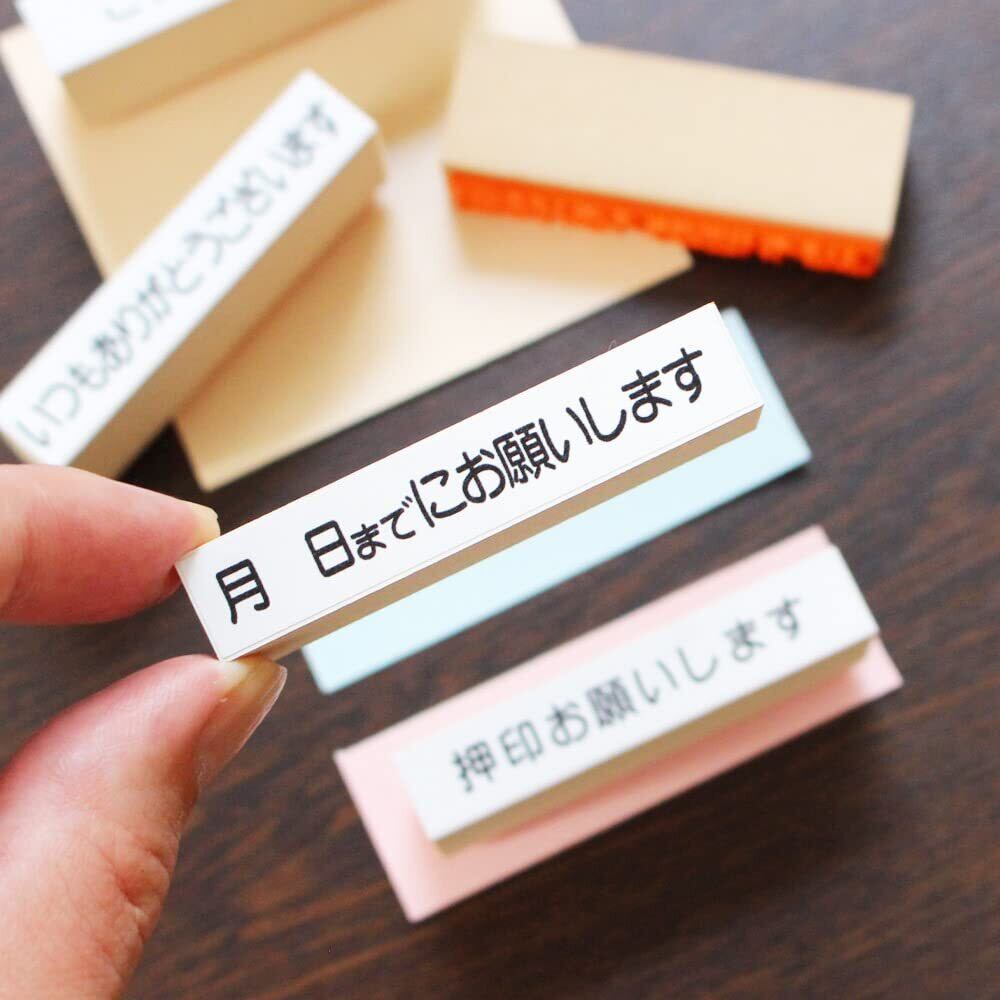 いつもありがとうございます
月　日までにお願いします
押印お願いします